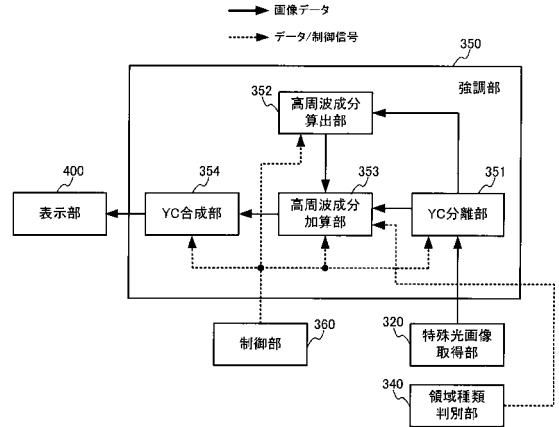 画像データ
データ/制御信号
350
強調部
352
高周波成分
算出部
400
表示部
354
YC合成部
353
高周波成分
加算部
351
YC分離部
制御部
360
320
特殊光画像
取得部
340
領域種類
判別部